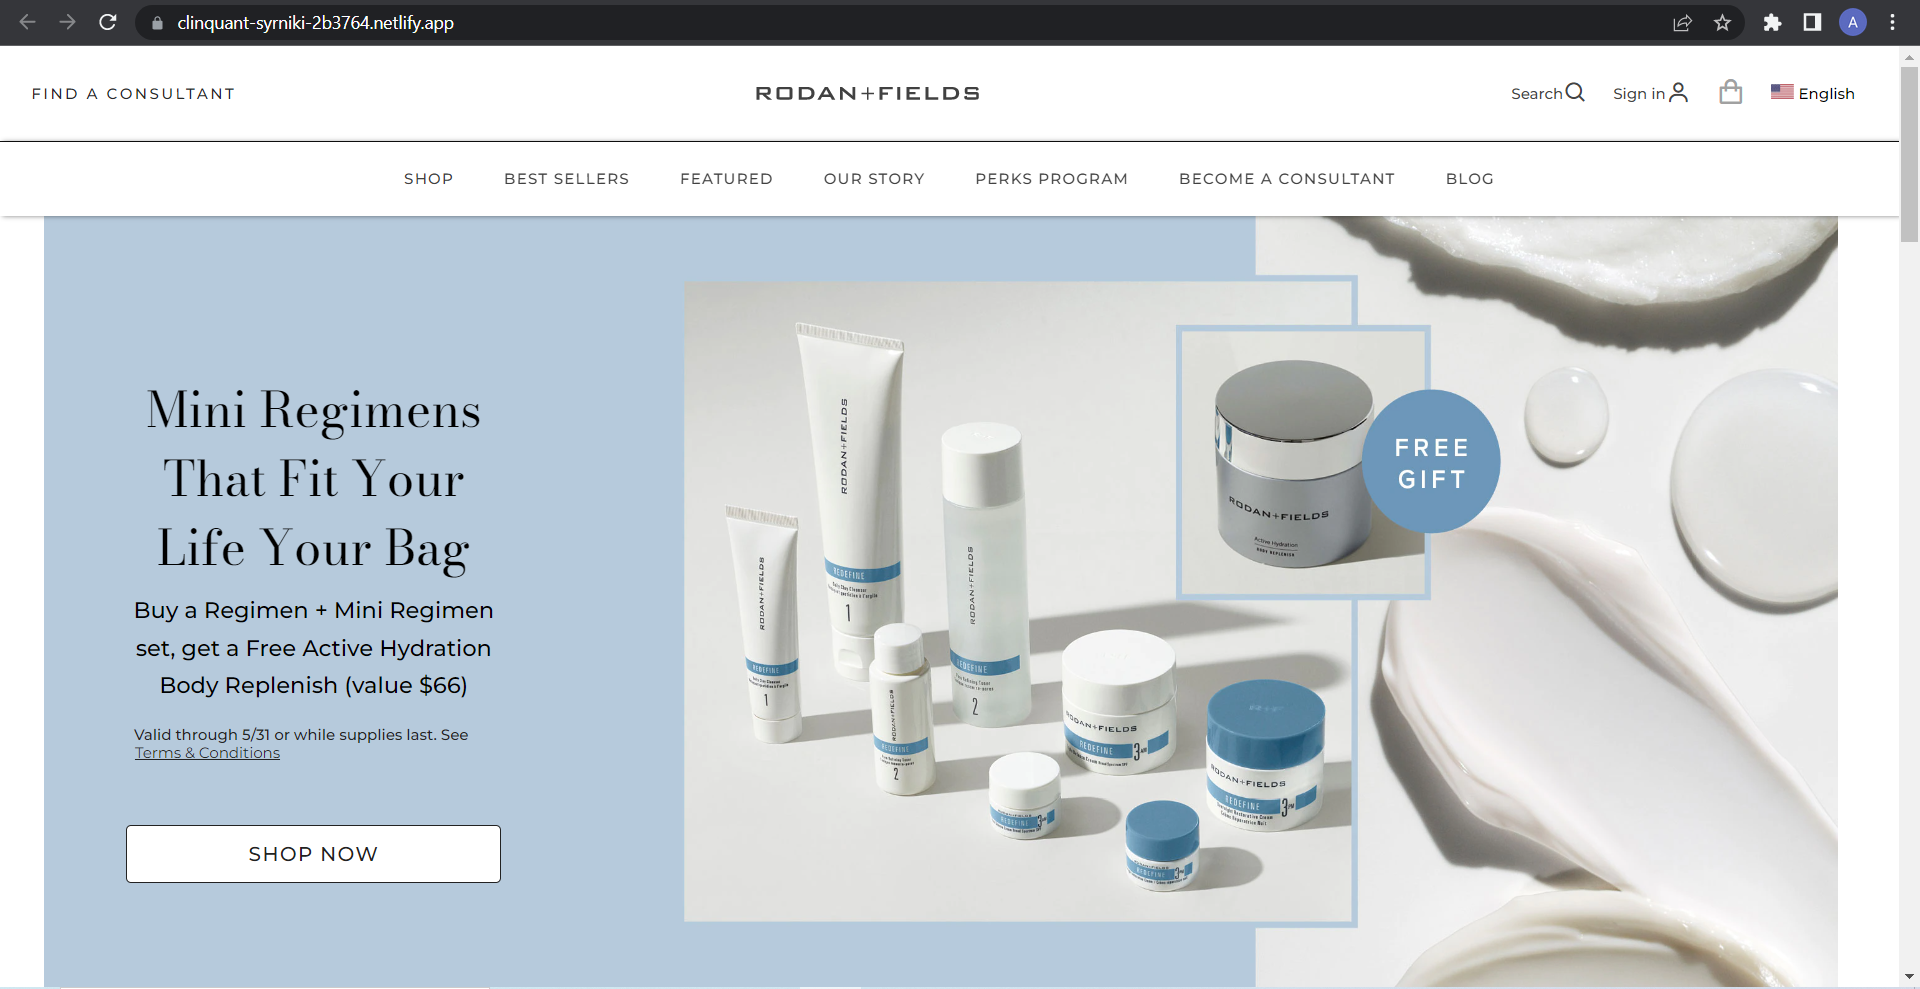 clinquant-syrniki-2b3764.netlify.app
A
FIND A CONSULTANT
RODAN+FIELDS
Search
Sign in
English
SHOP
BEST SELLERS
FEATURED
OUR STORY
PERKS PROGRAM
BECOME A CONSULTANT
BLOG
Mini Regimens
That Fit Your
Life Your Bag
Buy a Regimen + Mini Regimen
set, get a Free Active Hydration
Body Replenish (value $66)
Valid through 5/31 or while supplies last. See
Terms & Conditions
SHOP NOW
RODAN+FIELDS
REDEFINE
1
RODAN+FIELDS
REDEFINE
1
RODAN+FIELDS
REDEFINE
2
RODAN+FIELDS
REDEFINE
2
RODAN+FIELDS
REDEFINE
3
AM
RODAN+FIELDS
REDEFINE
3
PM
REDEFINE
3
REDEFINE
3
RODAN+FIELDS
Active Hydration
BODY REPLENISH
FREE
GIFT